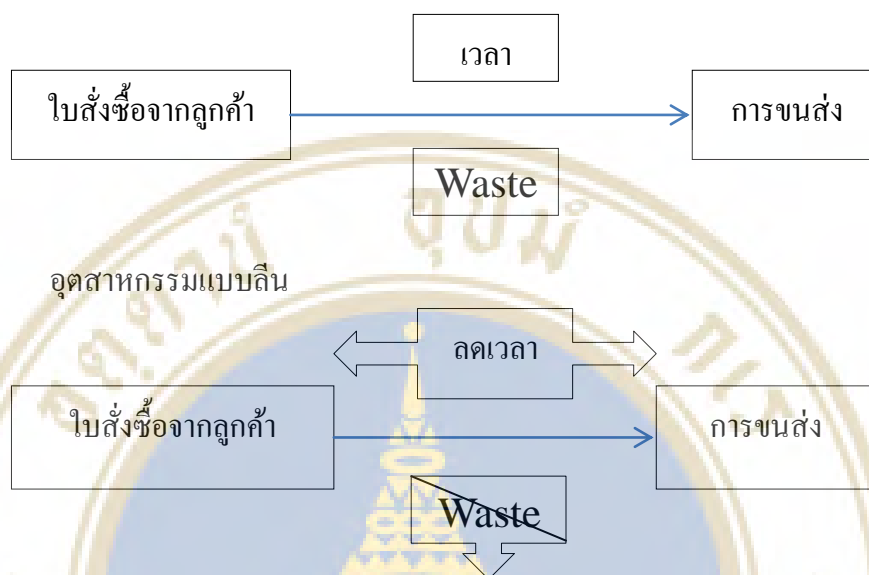 เวลา
ใบสั่งซื้อจากลูกค้า
การขนส่ง
Waste
อุตสาหกรรมแบบลีน
ลดเวลา
ใบสั่งซื้อจากลูกค้า
การขนส่ง
Waste